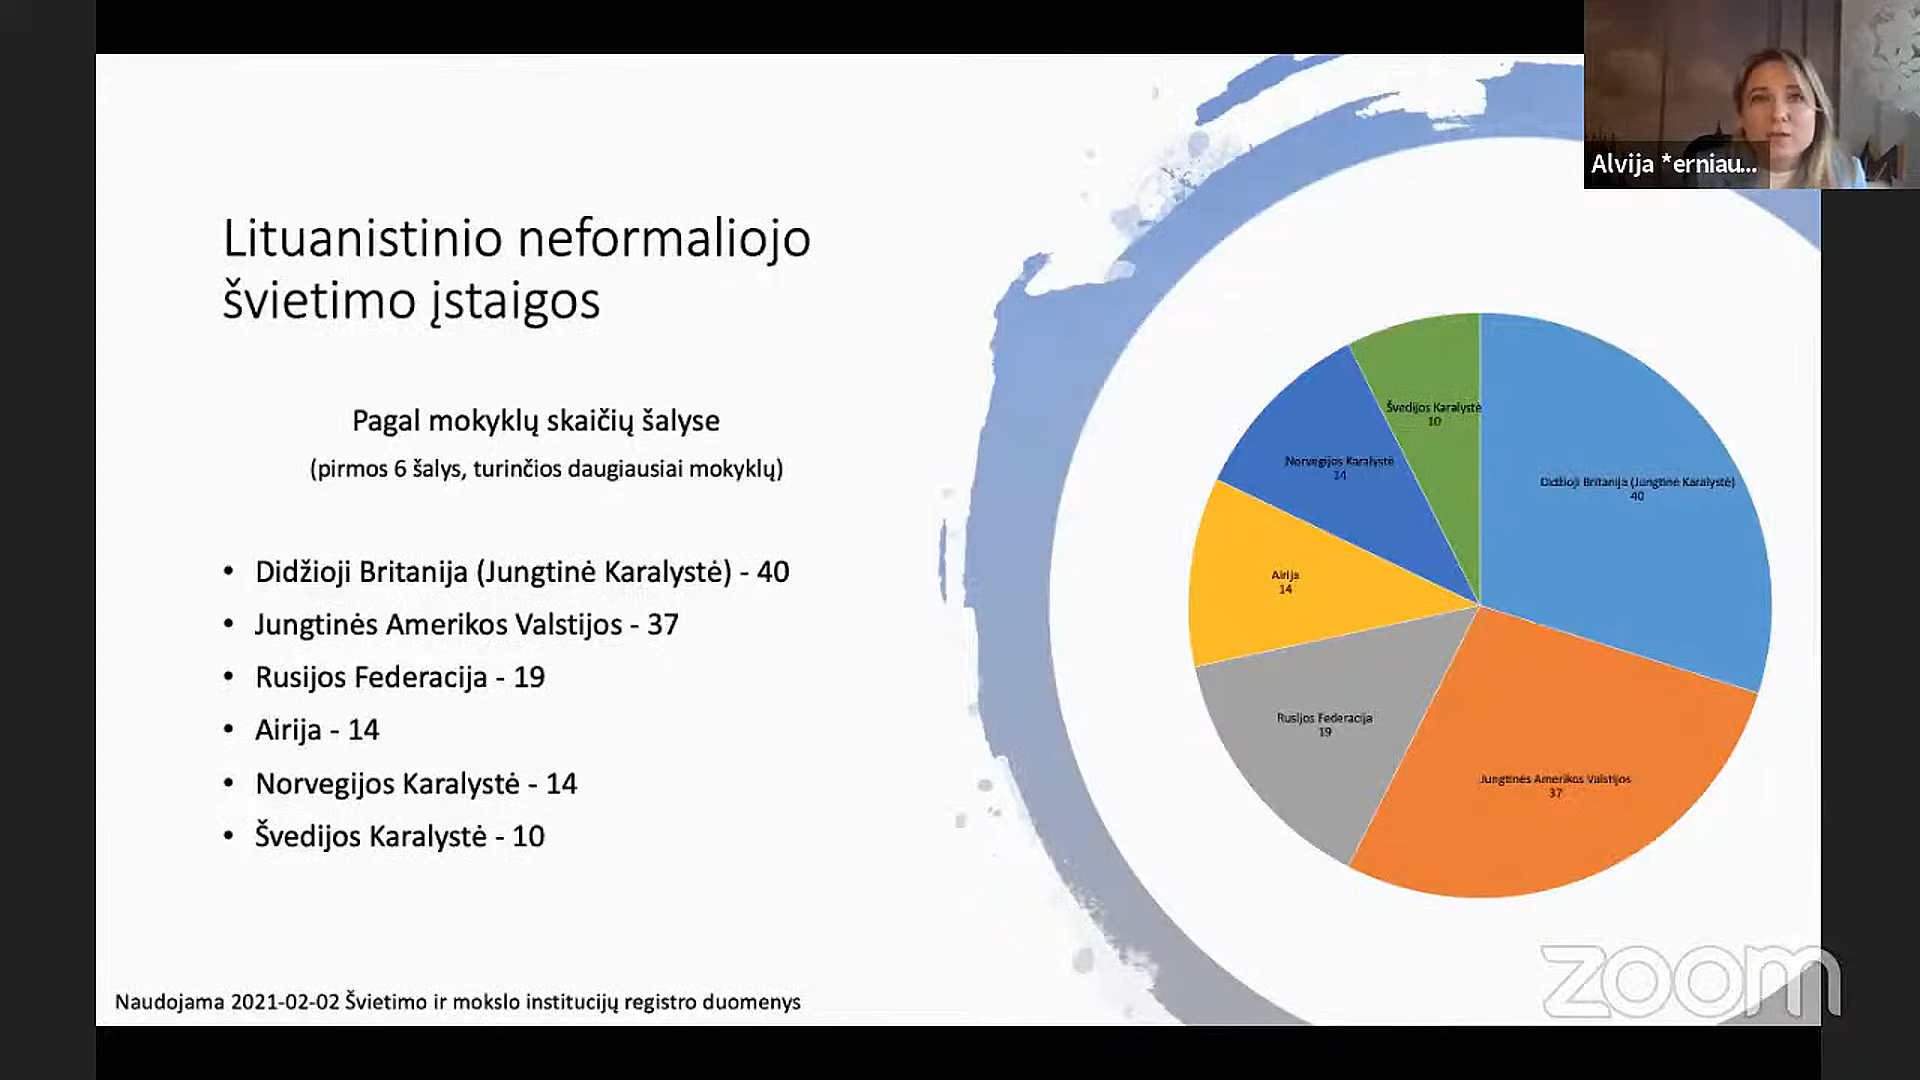 Alvija *erniau...
Lituanistinio neformaliojo
švietimo įstaigos
Pagal mokyklų skaičių šalyse
(pirmos 6 šalys, turinčios daugiausiai mokyklų)
• Didžioji Britanija (Jungtinė Karalystė) - 40
• Jungtinės Amerikos Valstijos - 37
• Rusijos Federacija - 19
• Airija - 14
• Norvegijos Karalystė - 14
• Švedijos Karalystė - 10
Švedijos Karalystė
10
Norvegijos Karalystė
14
Didžioji Britanija (Jungtinė Karalystė)
40
Airija
14
Rusijos Federacija
19
Jungtinės Amerikos Valstijos
37
Naudojama 2021-02-02 Švietimo ir mokslo institucijų registro duomenys
zoom